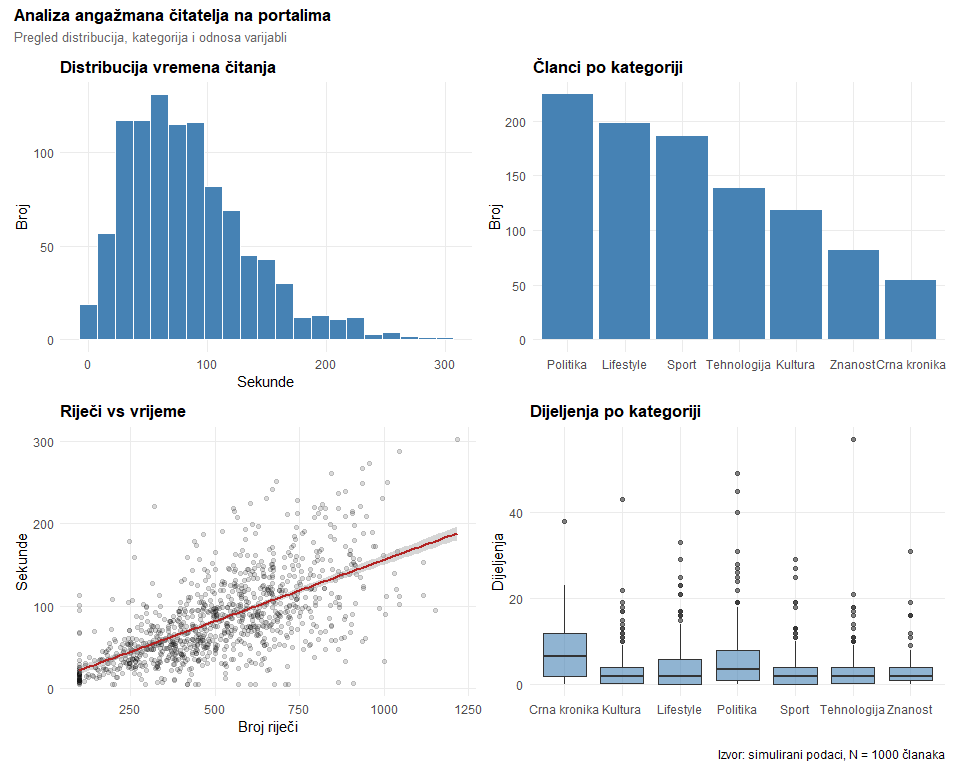 Analiza angažmana čitatelja na portalima
Pregled distribucija, kategorija i odnosa varijabli
Distribucija vremena čitanja
Broj
100
50
0
0 100 200 300
Sekunde
Članci po kategoriji
Broj
200
150
100
50
0
Politika Lifestyle Sport Tehnologija Kultura Znanost Crna kronika
Riječi vs vrijeme
Sekunde
300
200
100
0
250 500 750 1000 1250
Broj riječi
Dijeljenja po kategoriji
Dijeljenja
40
20
0
Crna kronika Kultura Lifestyle Politika Sport Tehnologija Znanost
Izvor: simulirani podaci, N = 1000 članaka